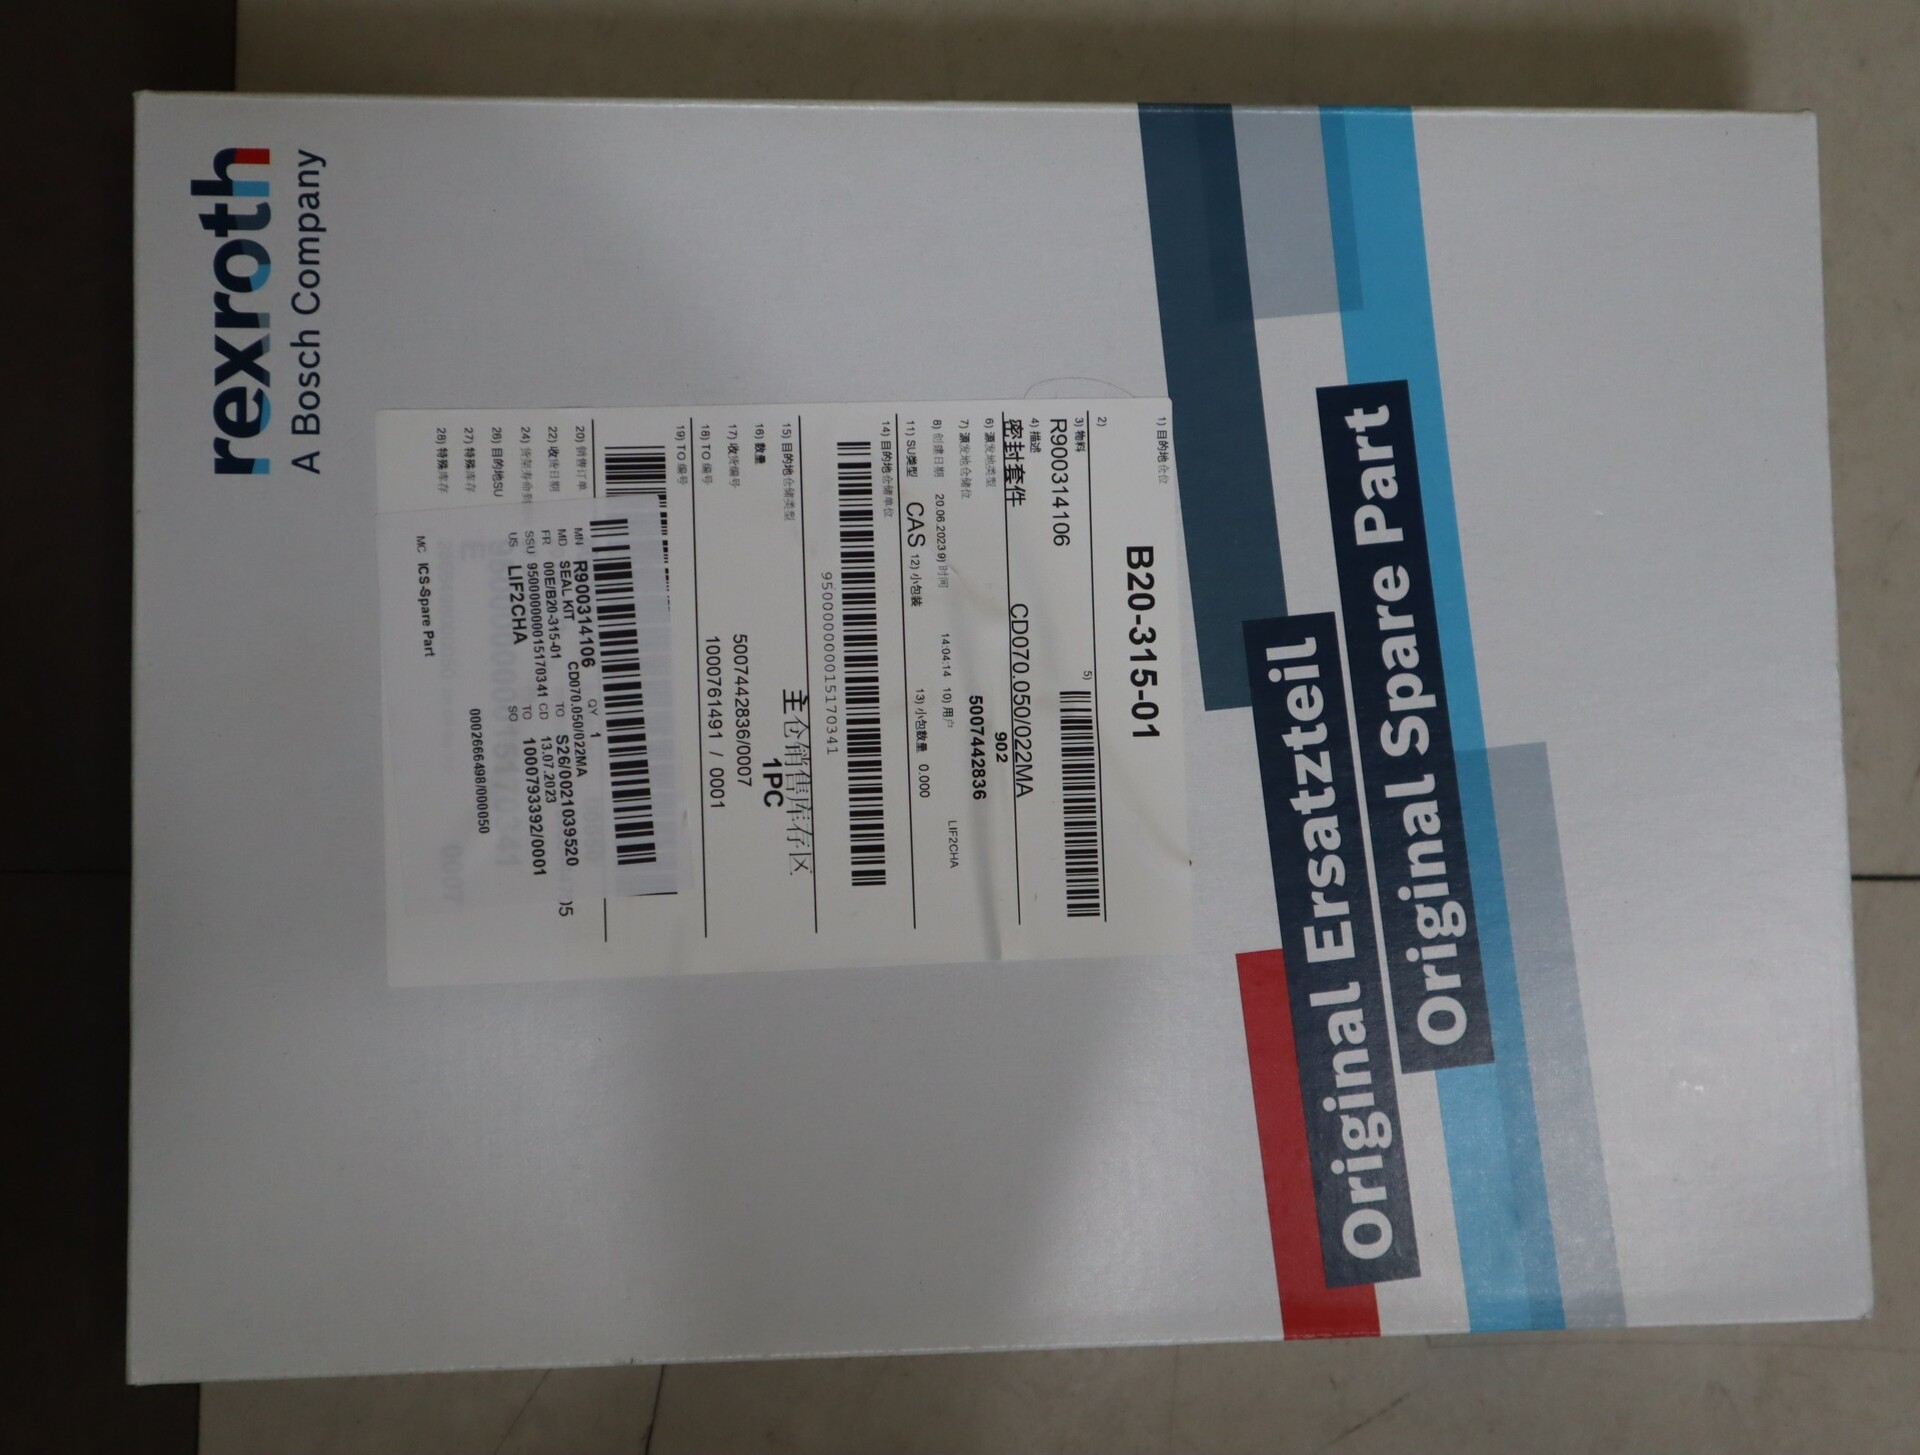 rexroth
A Bosch Company
Original Spare Part
Original Ersatzteil
1) 目的地仓位
B20-315-01
2)
3) 物料
5)
R900314106
4) 描述
密封套件 CD070.050/022MA
6) 源发地类型 902
7) 源发地仓储位 5007442836
8) 创建日期 20.06.2023 9) 时间 14:04:14 10) 用户 LIF2CHA
11) SU类型 CAS 12) 小包装 13) 小包数量 0.000
14) 目的地仓储单位
95000000001517​0341
15) 目的地仓储类型 主仓销售库存区
16) 数量 1PC
17) 收货编号 5007442836/0007
18) TO 编号 1000761491 / 0001
19) TO 编号
20) 销售订单
22) 收货日期
24) 货架寿命到
26) 目的地SU
27) 特殊库存
28) 特殊库存
MN R900314106 QY 1
MD SEAL KIT CD070.050/022MA
FR 00E/B20-315-01 TO S26/0021039520
SSU 950000000015170341 CD 13.07.2023
US LIF2CHA TO 1000793392/0001
SO 0002666498/000050
MC ICS-Spare Part